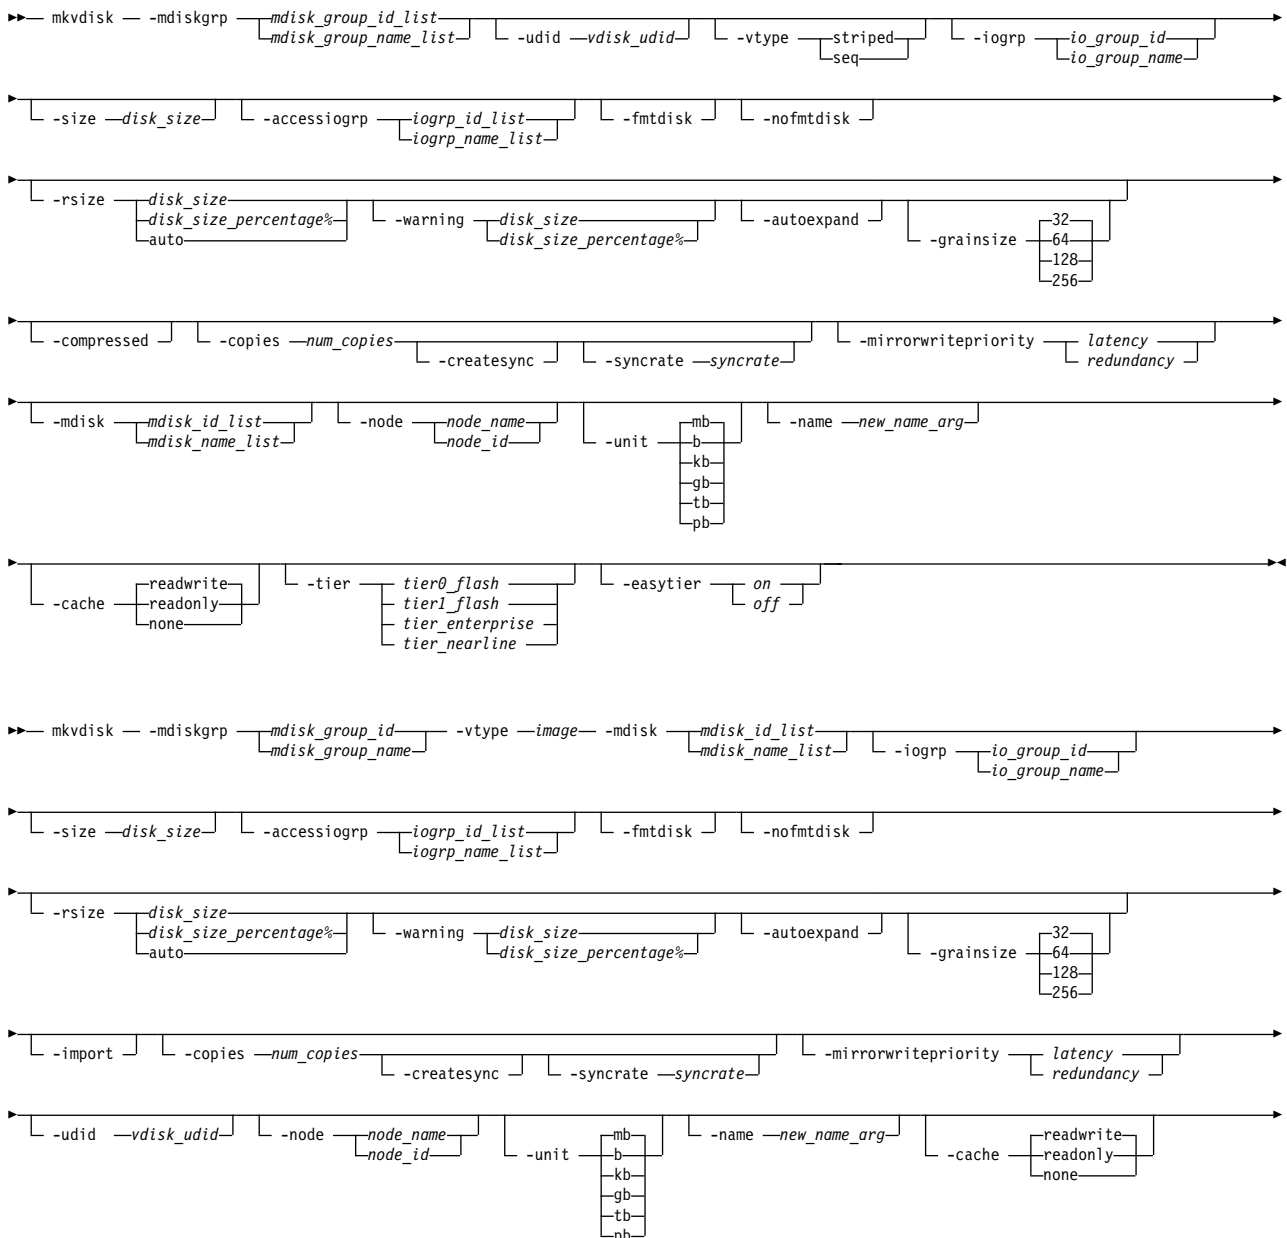 ▶▶ mkvdisk — -mdiskgrp mdisk_group_id_list -udid vdisk_udid -vtype striped -iogrp io_group_id ▶
mdisk_group_name_list seq io_group_name
▶ -size disk_size -accessiogrp iogrp_id_list -fmtdisk -nofmtdisk ▶
iogrp_name_list
▶ -rsize disk_size -warning disk_size -autoexpand -grainsize 32 ▶
disk_size_percentage% disk_size_percentage% 64
auto 128
256
▶ -compressed -copies num_copies -createsync -syncrate syncrate -mirrorwritepriority latency ▶
redundancy
▶ -mdisk mdisk_id_list -node node_name -unit mb -name new_name_arg ▶
mdisk_name_list node_id b
kb
gb
tb
pb
▶ -cache readwrite -tier tier0_flash -easytier on ▶◀
readonly tier1_flash off
none tier_enterprise
tier_nearline
▶▶ mkvdisk — -mdiskgrp mdisk_group_id -vtype image -mdisk mdisk_id_list -iogrp io_group_id ▶
mdisk_group_name mdisk_name_list io_group_name
▶ -size disk_size -accessiogrp iogrp_id_list -fmtdisk -nofmtdisk ▶
iogrp_name_list
▶ -rsize disk_size -warning disk_size -autoexpand -grainsize 32 ▶
disk_size_percentage% disk_size_percentage% 64
auto 128
256
▶ -import -copies num_copies -createsync -syncrate syncrate -mirrorwritepriority latency ▶
redundancy
▶ -udid vdisk_udid -node node_name -unit mb -name new_name_arg -cache readwrite ▶
node_id b readonly
kb none
gb
tb
pb